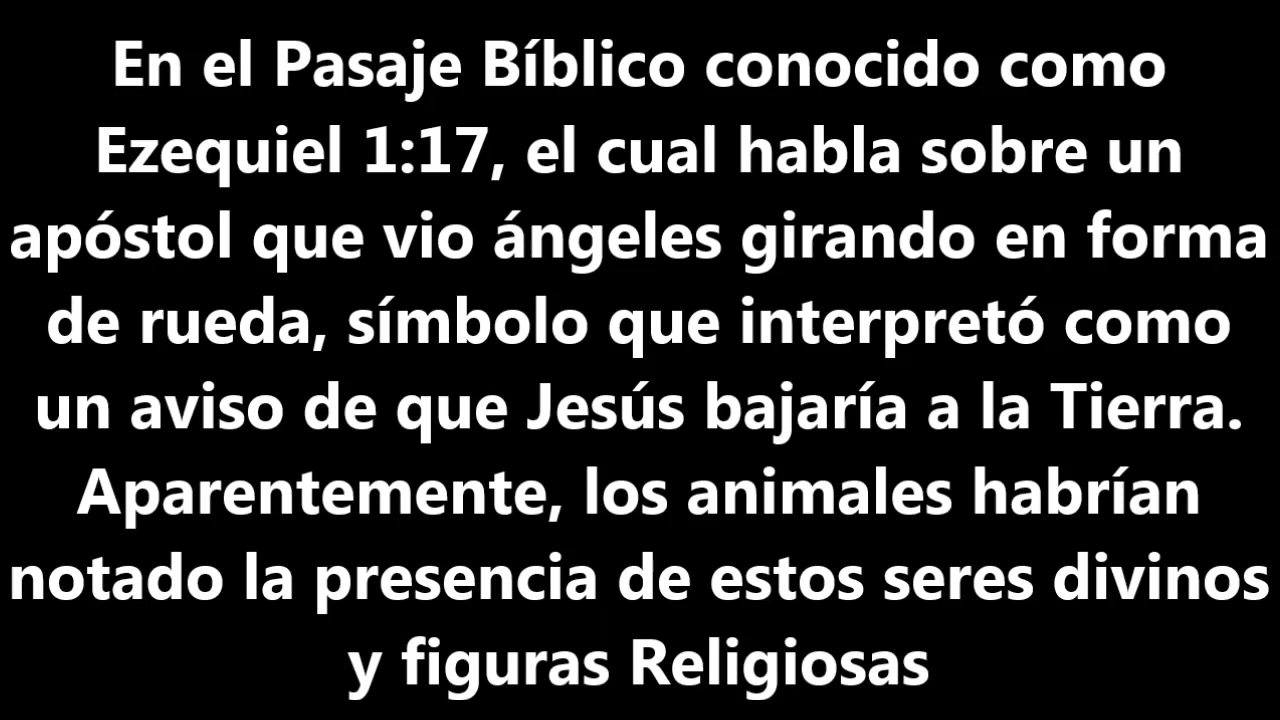 En el Pasaje Bíblico conocido como
Ezequiel 1:17, el cual habla sobre un
apóstol que vio ángeles girando en forma
de rueda, símbolo que interpretó como
un aviso de que Jesús bajaría a la Tierra.
Aparentemente, los animales habrían
notado la presencia de estos seres divinos
y figuras Religiosas